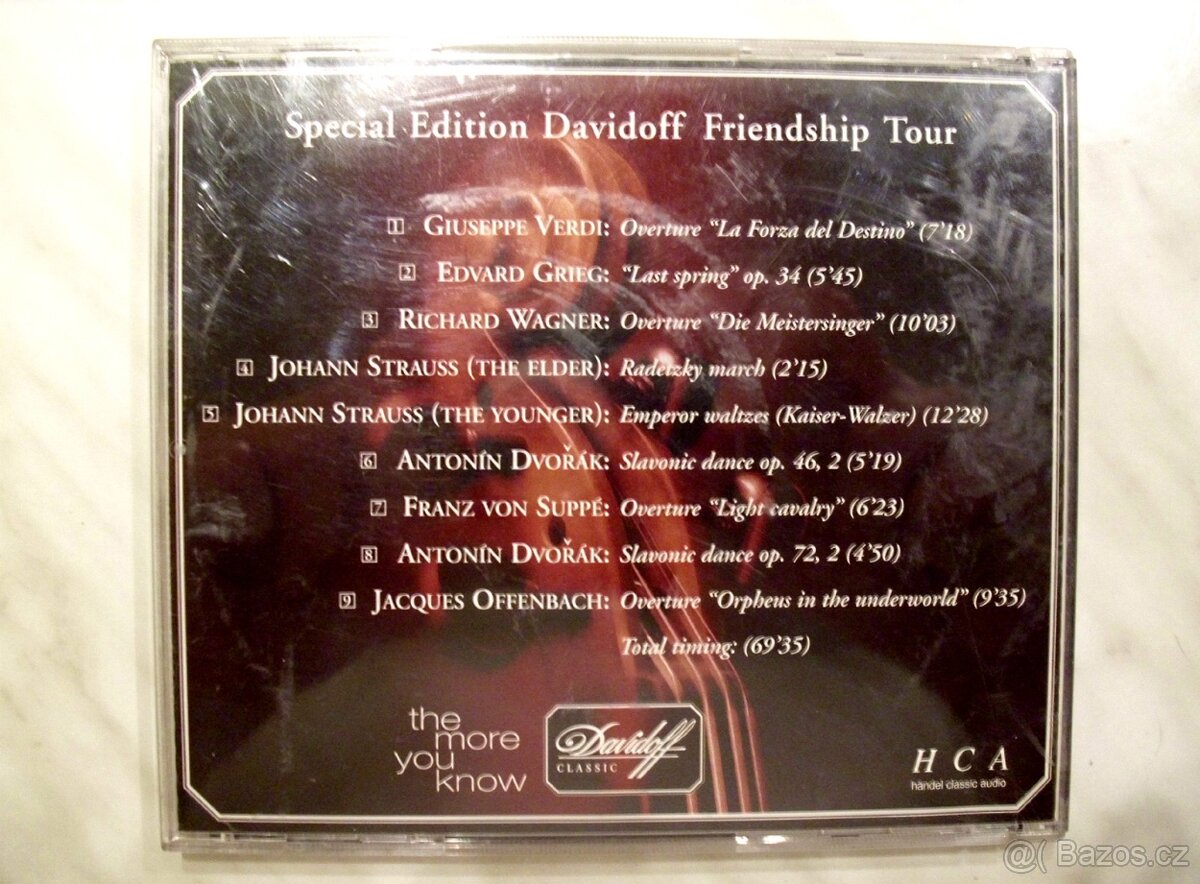 Special Edition Davidoff Friendship Tour
1 GIUSEPPE VERDI: Overture “La Forza del Destino” (7’18)
2 EDVARD GRIEG: “Last spring” op. 34 (5’45)
3 RICHARD WAGNER: Overture “Die Meistersinger” (10’03)
4 JOHANN STRAUSS (THE ELDER): Radetzky march (2’15)
5 JOHANN STRAUSS (THE YOUNGER): Emperor waltzes (Kaiser-Walzer) (12’28)
6 ANTONÍN DVOŘÁK: Slavonic dance op. 46, 2 (5’19)
7 FRANZ VON SUPPÉ: Overture “Light cavalry” (6’23)
8 ANTONÍN DVOŘÁK: Slavonic dance op. 72, 2 (4’50)
9 JACQUES OFFENBACH: Overture “Orpheus in the underworld” (9’35)
Total timing: (69’35)
the
more
you
know
Davidoff
CLASSIC
H C A
händel classic audio
@( Bazos.cz